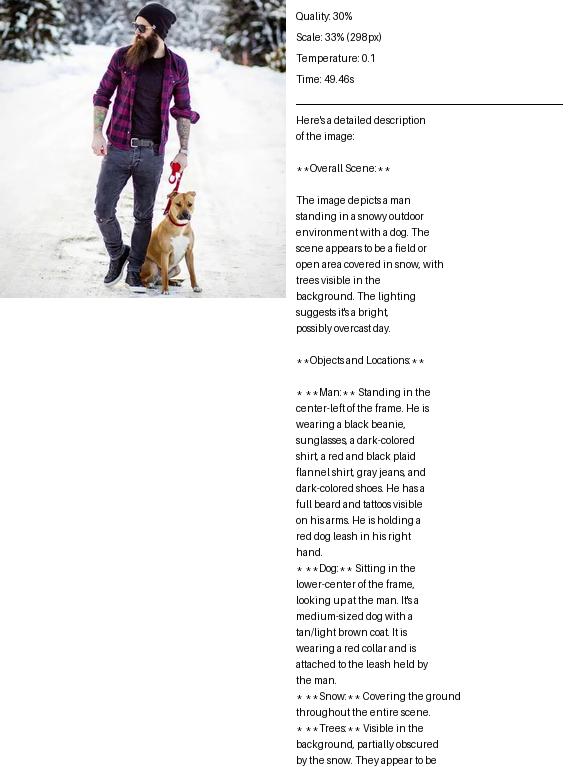 Quality: 30%
Scale: 33% (298px)
Temperature: 0.1
Time: 49.46s
Here's a detailed description
of the image:
**Overall Scene:**
The image depicts a man
standing in a snowy outdoor
environment with a dog. The
scene appears to be a field or
open area covered in snow, with
trees visible in the
background. The lighting
suggests it's a bright,
possibly overcast day.
**Objects and Locations:**
* **Man:** Standing in the
center-left of the frame. He is
wearing a black beanie,
sunglasses, a dark-colored
shirt, a red and black plaid
flannel shirt, gray jeans, and
dark-colored shoes. He has a
full beard and tattoos visible
on his arms. He is holding a
red dog leash in his right
hand.
* **Dog:** Sitting in the
lower-center of the frame,
looking up at the man. It's a
medium-sized dog with a
tan/light brown coat. It is
wearing a red collar and is
attached to the leash held by
the man.
* **Snow:** Covering the ground
throughout the entire scene.
* **Trees:** Visible in the
background, partially obscured
by the snow. They appear to be